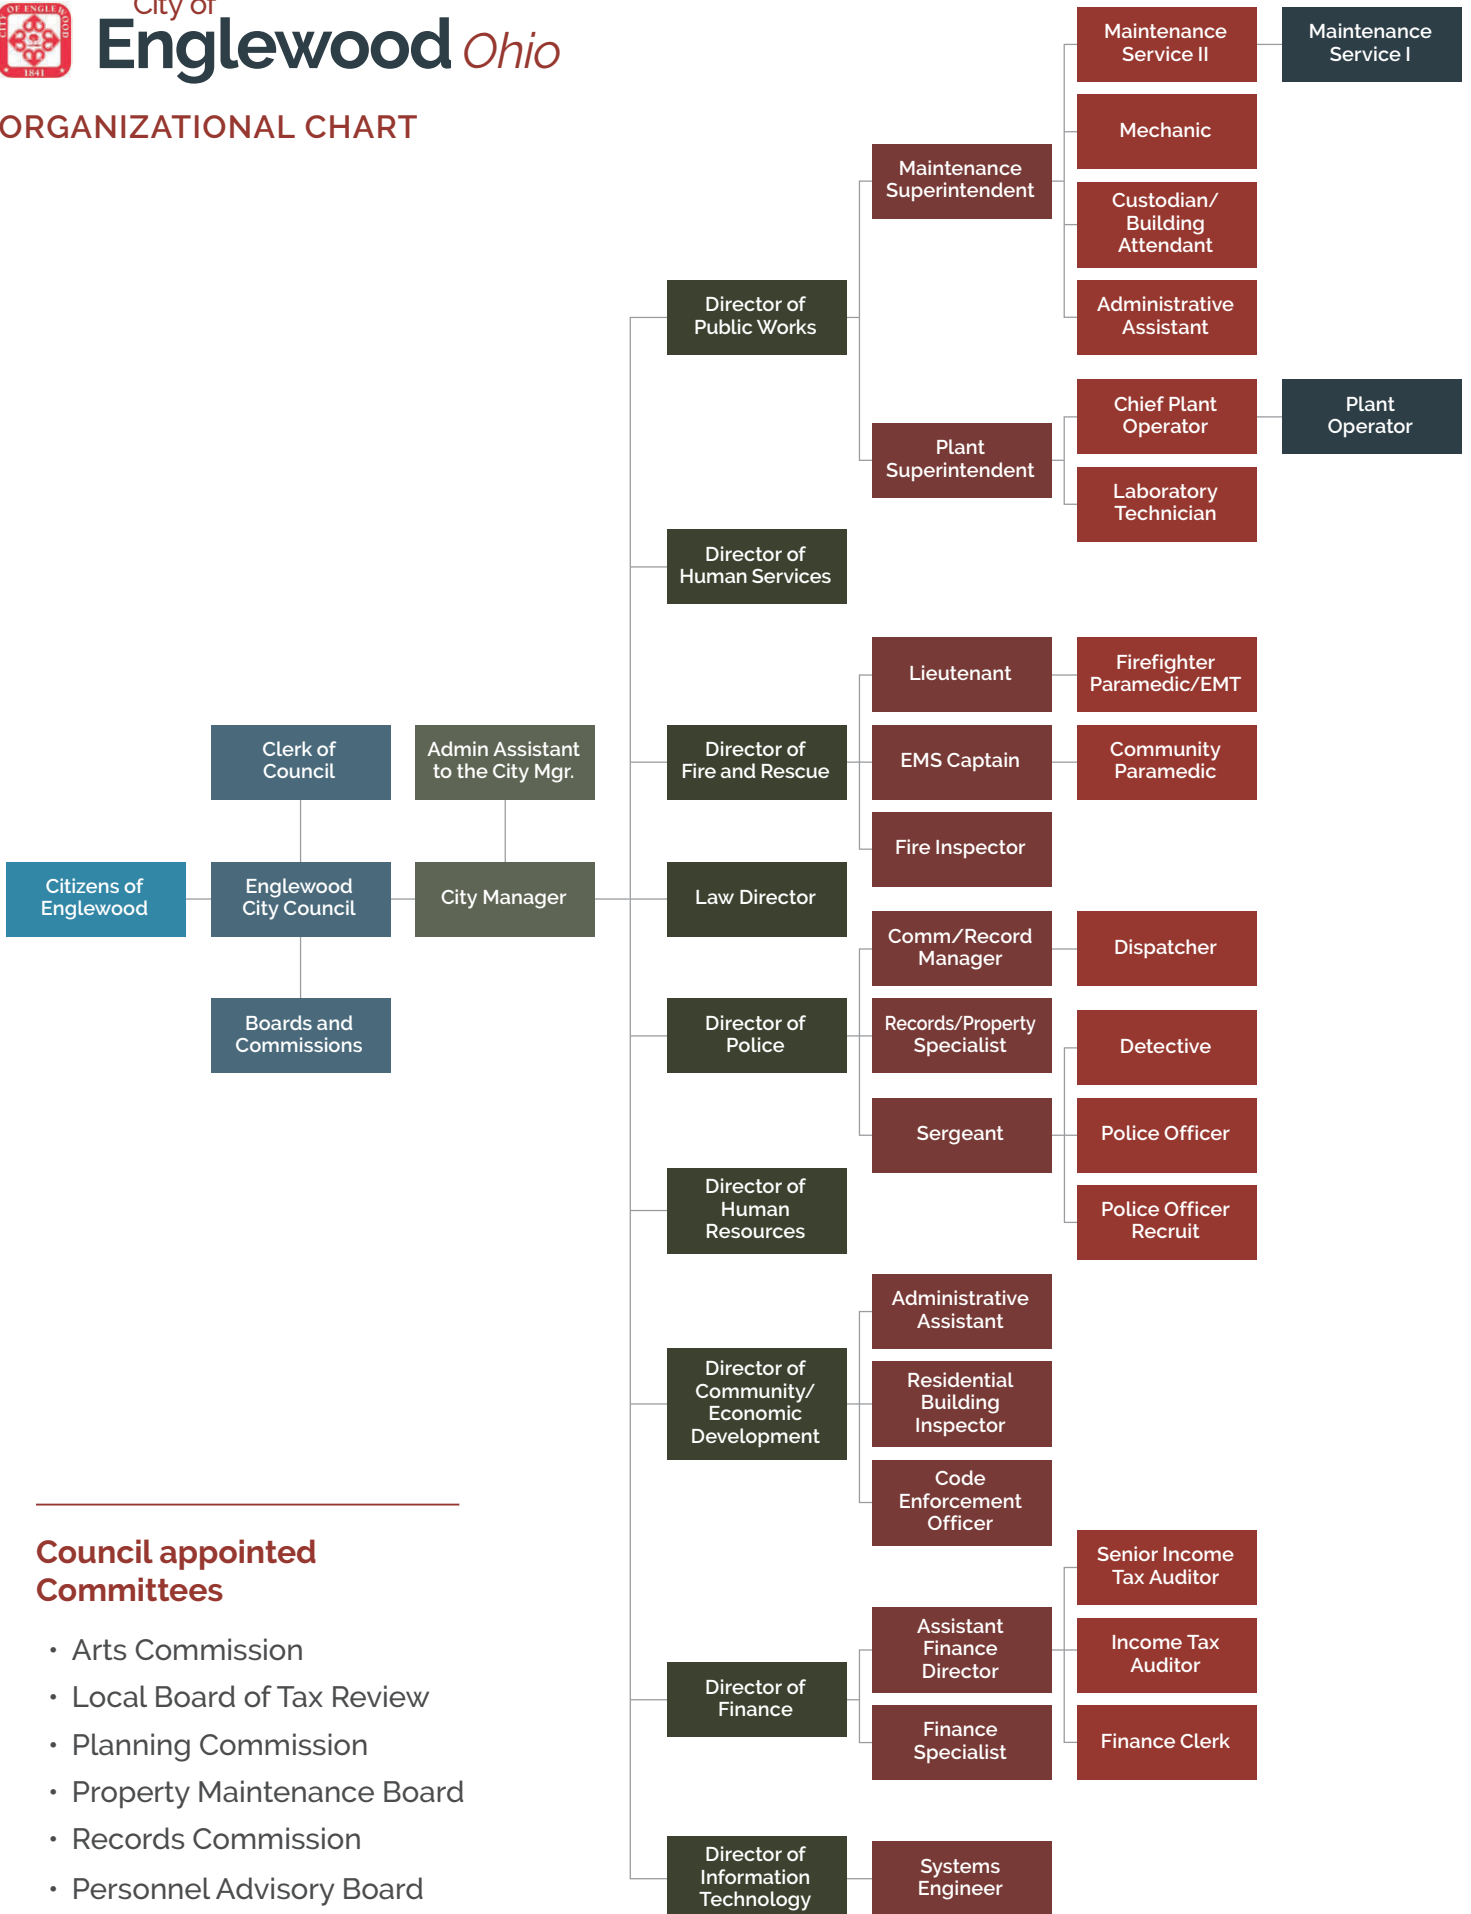 CITY OF ENGLEWOOD
1841
City of
Englewood Ohio
ORGANIZATIONAL CHART
Maintenance
Service II
Maintenance
Service I
Mechanic
Maintenance
Superintendent
Custodian/
Building
Attendant
Director of
Public Works
Administrative
Assistant
Chief Plant
Operator
Plant
Operator
Plant
Superintendent
Laboratory
Technician
Director of
Human Services
Lieutenant
Firefighter
Paramedic/EMT
Clerk of
Council
Admin Assistant
to the City Mgr.
Director of
Fire and Rescue
EMS Captain
Community
Paramedic
Fire Inspector
Citizens of
Englewood
Englewood
City Council
City Manager
Law Director
Comm/Record
Manager
Dispatcher
Boards and
Commissions
Director of
Police
Records/Property
Specialist
Detective
Sergeant
Police Officer
Director of
Human
Resources
Police Officer
Recruit
Administrative
Assistant
Director of
Community/
Economic
Development
Residential
Building
Inspector
Code
Enforcement
Officer
Senior Income
Tax Auditor
Assistant
Finance
Director
Income Tax
Auditor
Director of
Finance
Finance
Specialist
Finance Clerk
Director of
Information
Technology
Systems
Engineer
Council appointed
Committees
• Arts Commission
• Local Board of Tax Review
• Planning Commission
• Property Maintenance Board
• Records Commission
• Personnel Advisory Board